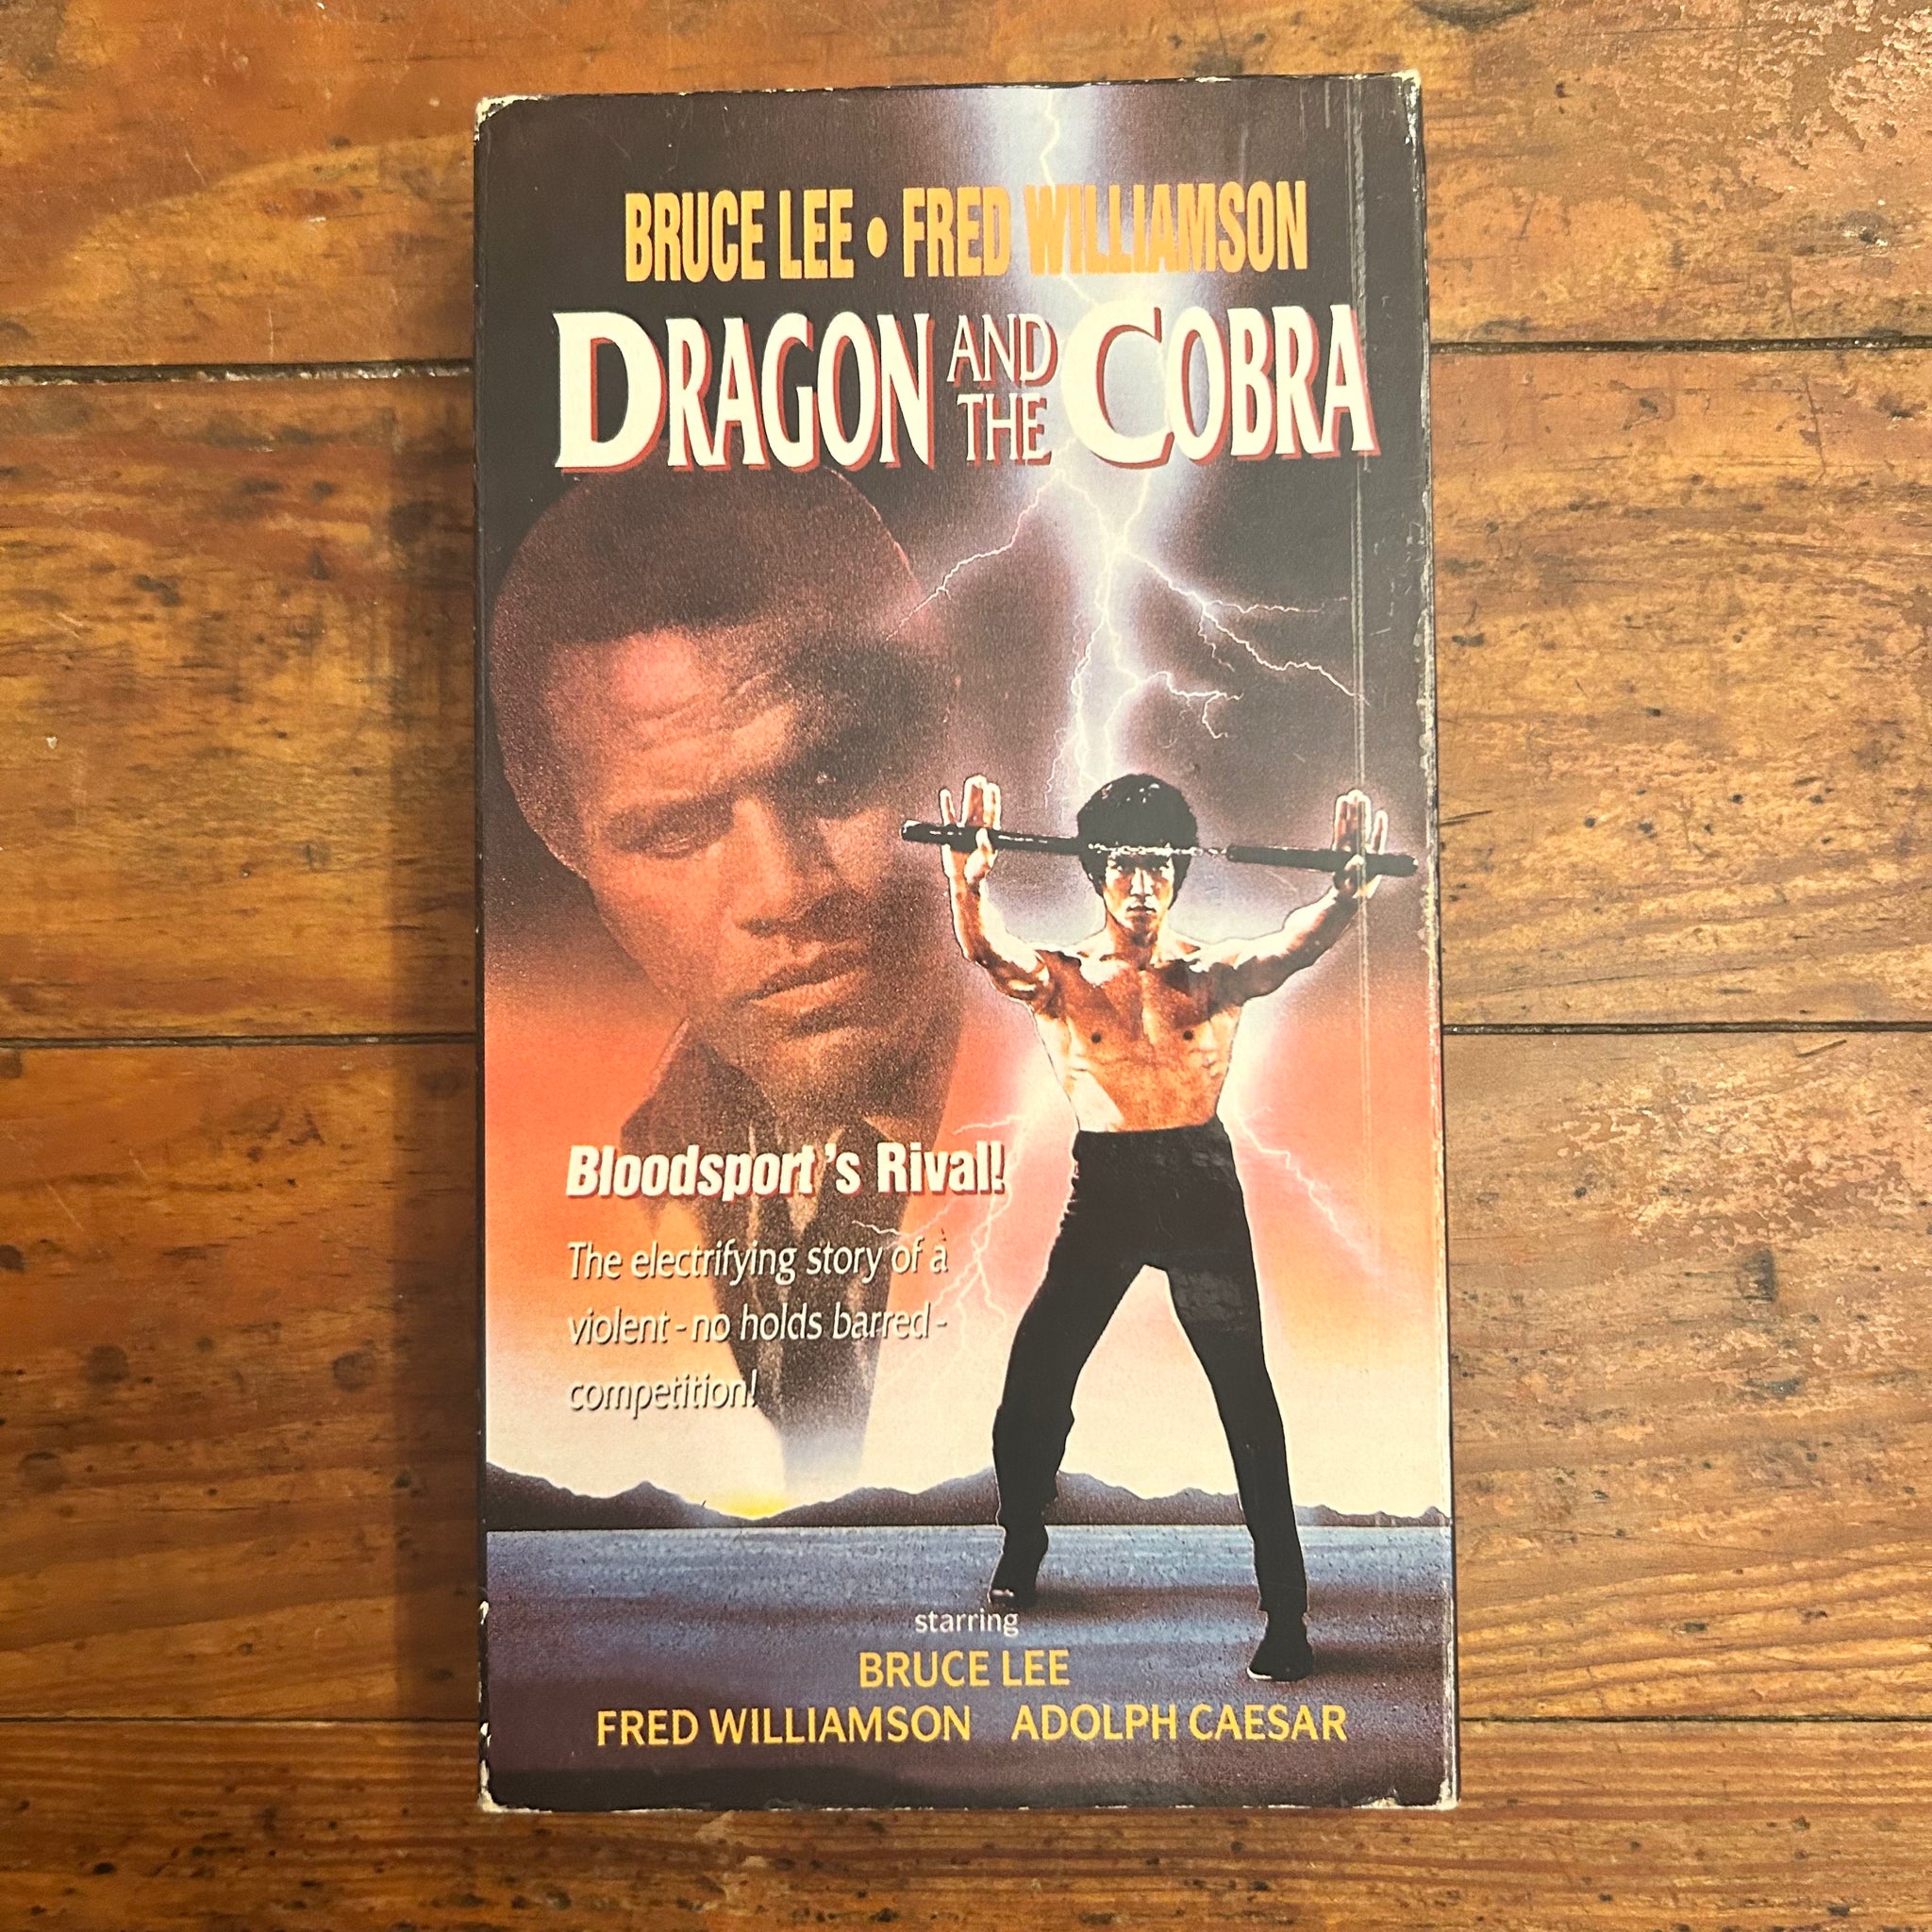 BRUCE LEE • FRED WILLIAMSON
DRAGON AND THE COBRA
Bloodsport's Rival!
The electrifying story of a
violent - no holds barred -
competition!
starring
BRUCE LEE
FRED WILLIAMSON ADOLPH CAESAR